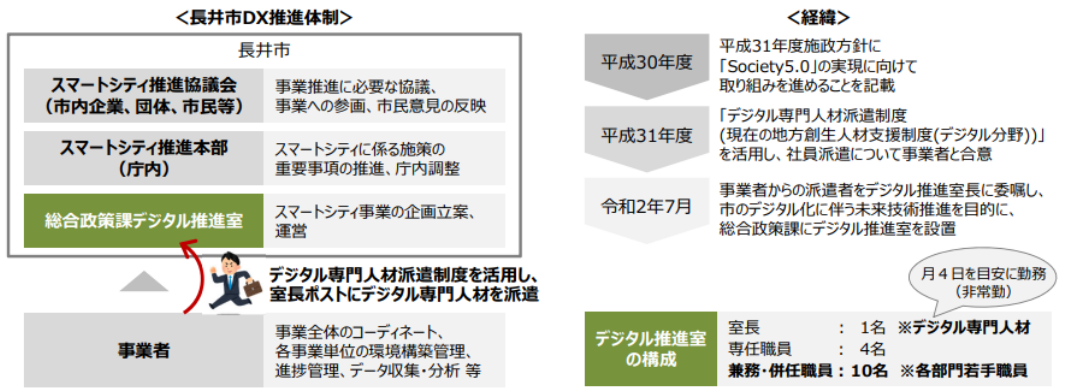 ＜長井市DX推進体制＞
長井市
スマートシティ推進協議会
（市内企業、団体、市民等）
事業推進に必要な協議、
事業への参画、市民意見の反映
スマートシティ推進本部
（庁内）
スマートシティに係る施策の
重要事項の推進、庁内調整
総合政策課デジタル推進室
スマートシティ事業の企画立案、
運営
デジタル専門人材派遣制度を活用し、
室長ポストにデジタル専門人材を派遣
事業者
事業全体のコーディネート、
各事業単位の環境構築管理、
進捗管理、データ収集・分析 等
＜経緯＞
平成30年度
平成31年度施政方針に
「Society5.0」の実現に向けて
取り組みを進めることを記載
平成31年度
「デジタル専門人材派遣制度
(現在の地方創生人材支援制度(デジタル分野))」
を活用し、社員派遣について事業者と合意
令和2年7月
事業者からの派遣者をデジタル推進室長に委嘱し、
市のデジタル化に伴う未来技術推進を目的に、
総合政策課にデジタル推進室を設置
月４日を目安に勤務
（非常勤）
デジタル推進室
の構成
室長 ： 1名 ※デジタル専門人材
専任職員 ： 4名
兼務・併任職員： 10名 ※各部門若手職員